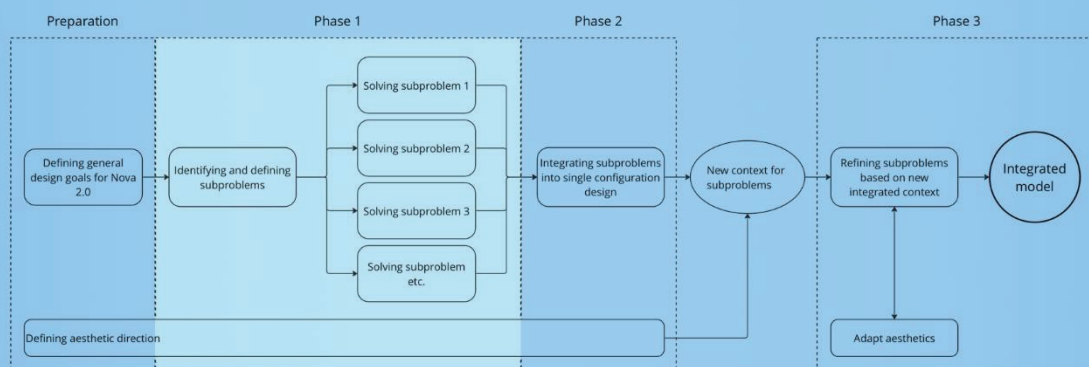 Preparation
Phase 1
Phase 2
Phase 3
Defining general
design goals for Nova
2.0
Identifying and defining
subproblems
Solving subproblem 1
Solving subproblem 2
Solving subproblem 3
Solving subproblem
etc.
Integrating subproblems
into single configuration
design
New context for
subproblems
Refining subproblems
based on new
integrated context
Integrated
model
Defining aesthetic direction
Adapt aesthetics